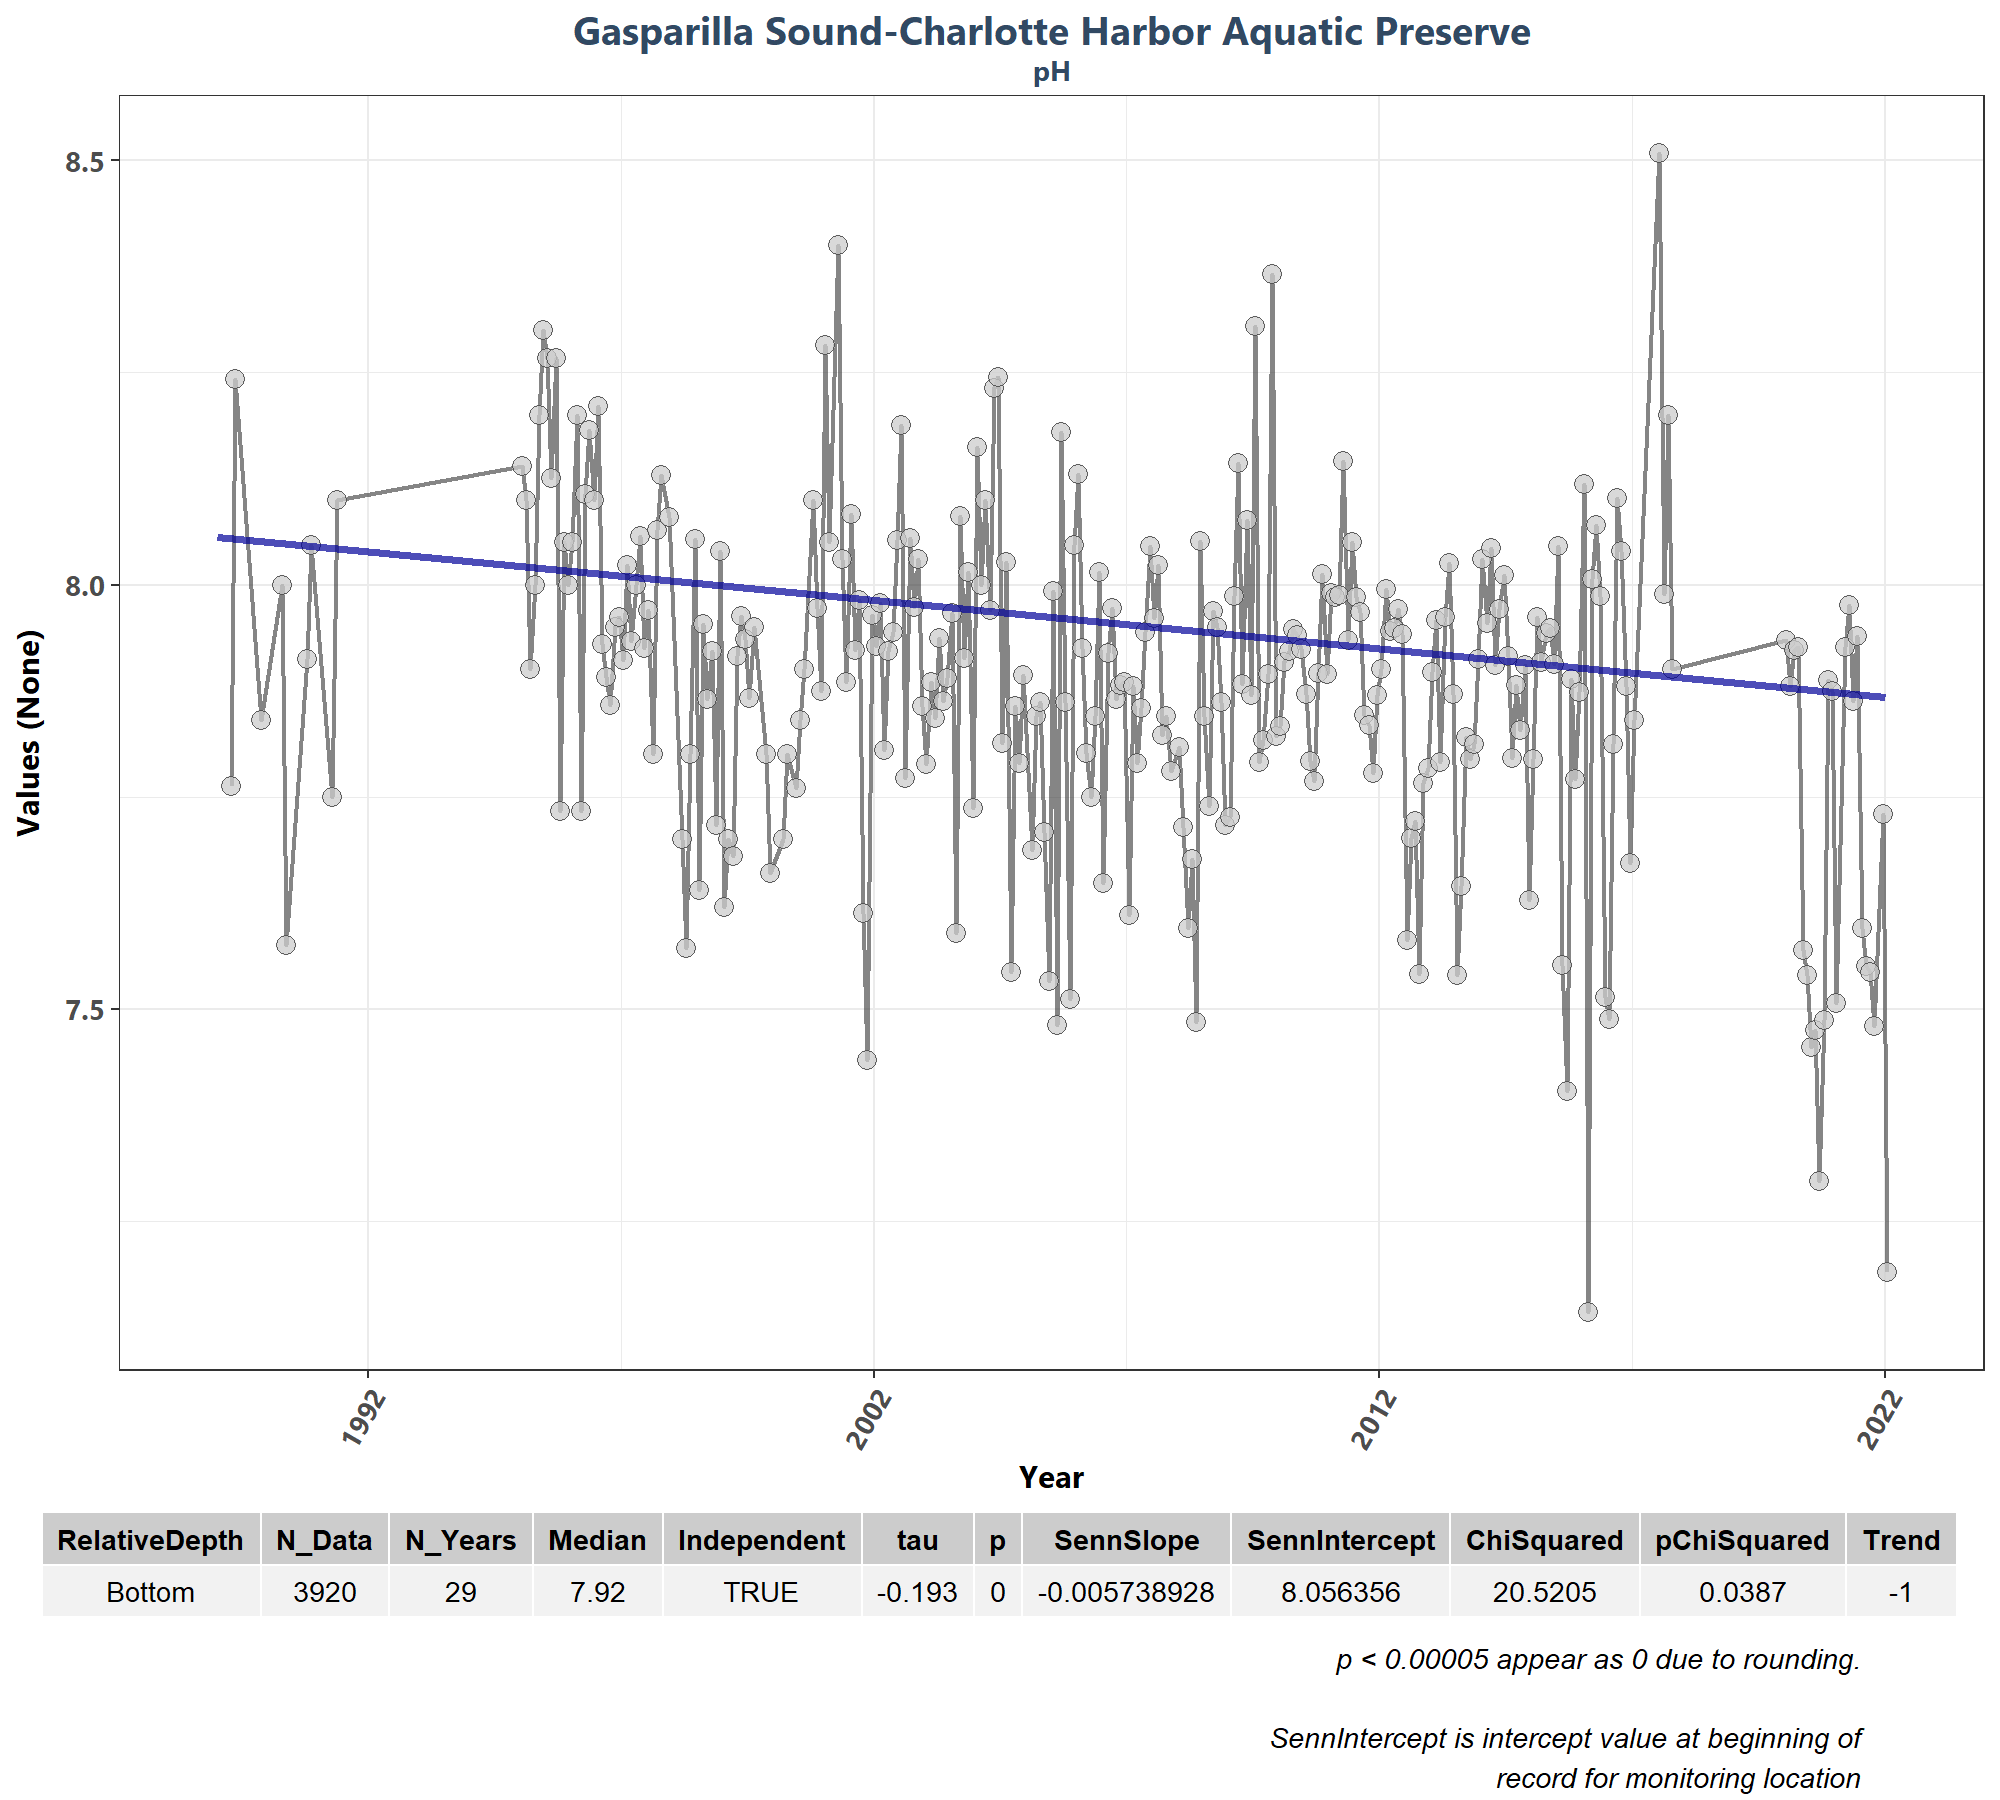 Gasparilla Sound-Charlotte Harbor Aquatic Preserve
pH
8.5
8.0
7.5
Values (None)
1992
2002
2012
2022
Year
RelativeDepth N_Data N_Years Median Independent tau p SennSlope SennIntercept ChiSquared pChiSquared Trend
Bottom 3920 29 7.92 TRUE -0.193 0 -0.005738928 8.056356 20.5205 0.0387 -1
p < 0.00005 appear as 0 due to rounding.
SennIntercept is intercept value at beginning of
record for monitoring location